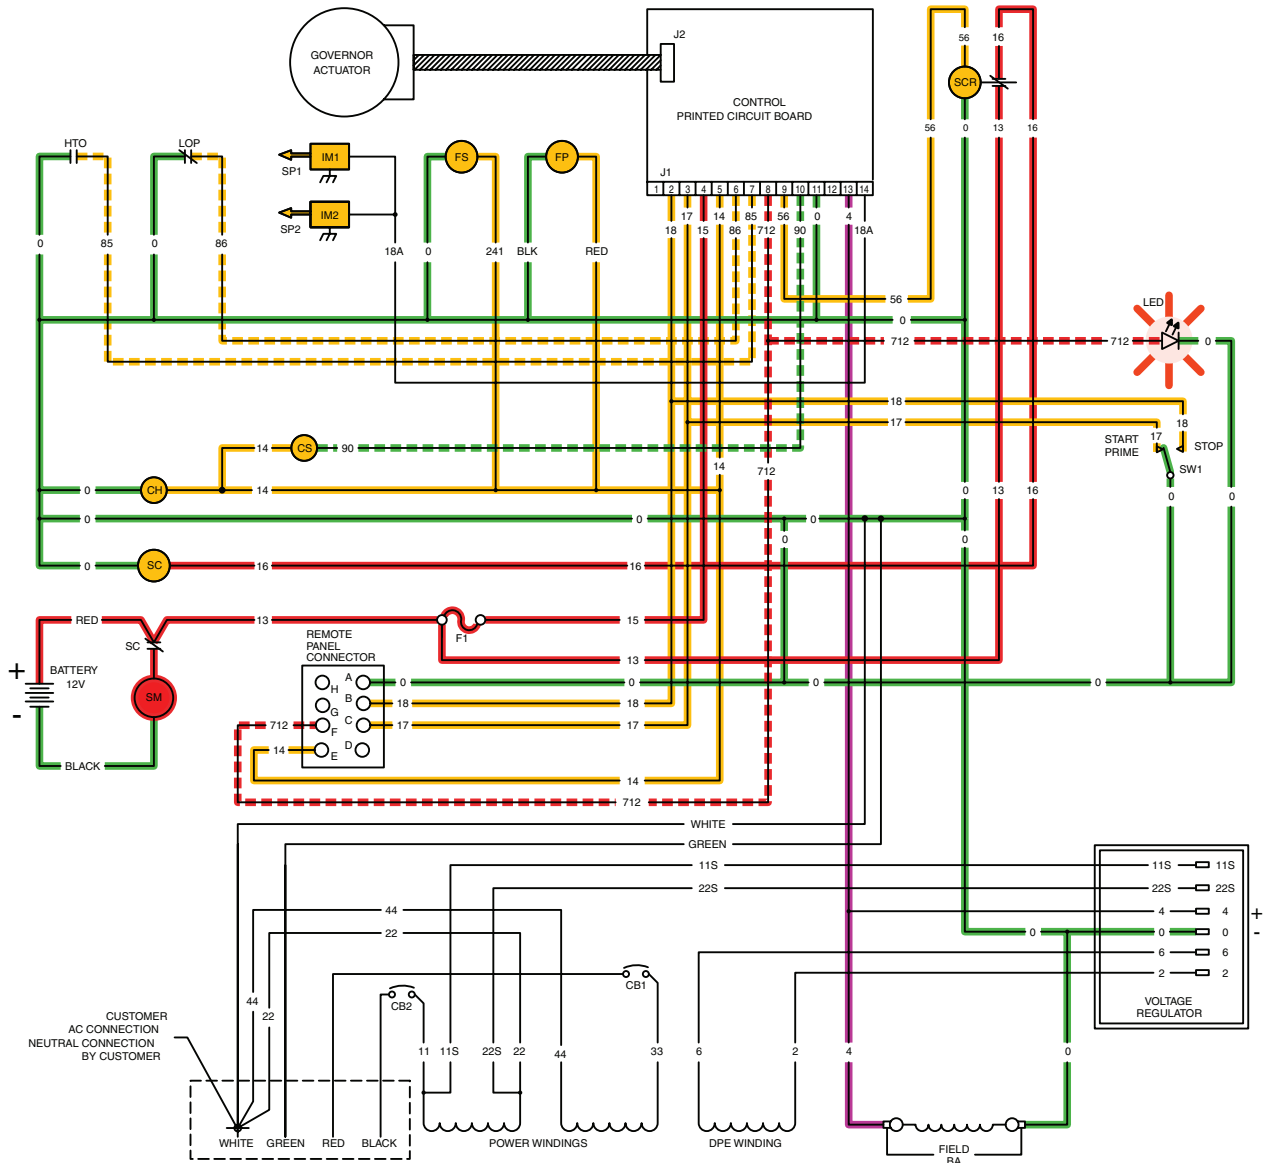 GOVERNOR
ACTUATOR
J2
CONTROL
PRINTED CIRCUIT BOARD
J1
1 2 3 4 5 6 7 8 9 10 11 12 13 14
56 16
SCR
HTO LOP
SP1 IM1
SP2 IM2
FS FP
17 15 14 86 85 712 56 90 0 4 18A
18
56 0 13 16
0 85 0 86 18A 0 241 BLK RED
56
0
LED
712 712 0
18
17
18
17
START
PRIME
STOP
SW1
14 CS 90
14
712
0 CH 14
0 13 16 0 0
0 0 0
0 0
0 SC 16 16
RED 13 F1 15
SC
13
+
BATTERY
12V
-
SM
BLACK
REMOTE
PANEL
CONNECTOR
A H B G C F D E
0 0 0 0
18 18
712 17 17
14
14
712
WHITE
GREEN
11S 11S 11S
22S 22S 22S
44 4 4
+
22 0 0 0
-
6 6
2 2
VOLTAGE
REGULATOR
CB1
CB2
44
22
CUSTOMER
AC CONNECTION
NEUTRAL CONNECTION
BY CUSTOMER
11 11S 22S 22 44 33 6 2 4 0
WHITE GREEN RED BLACK
POWER WINDINGS
DPE WINDING
FIELD
BA